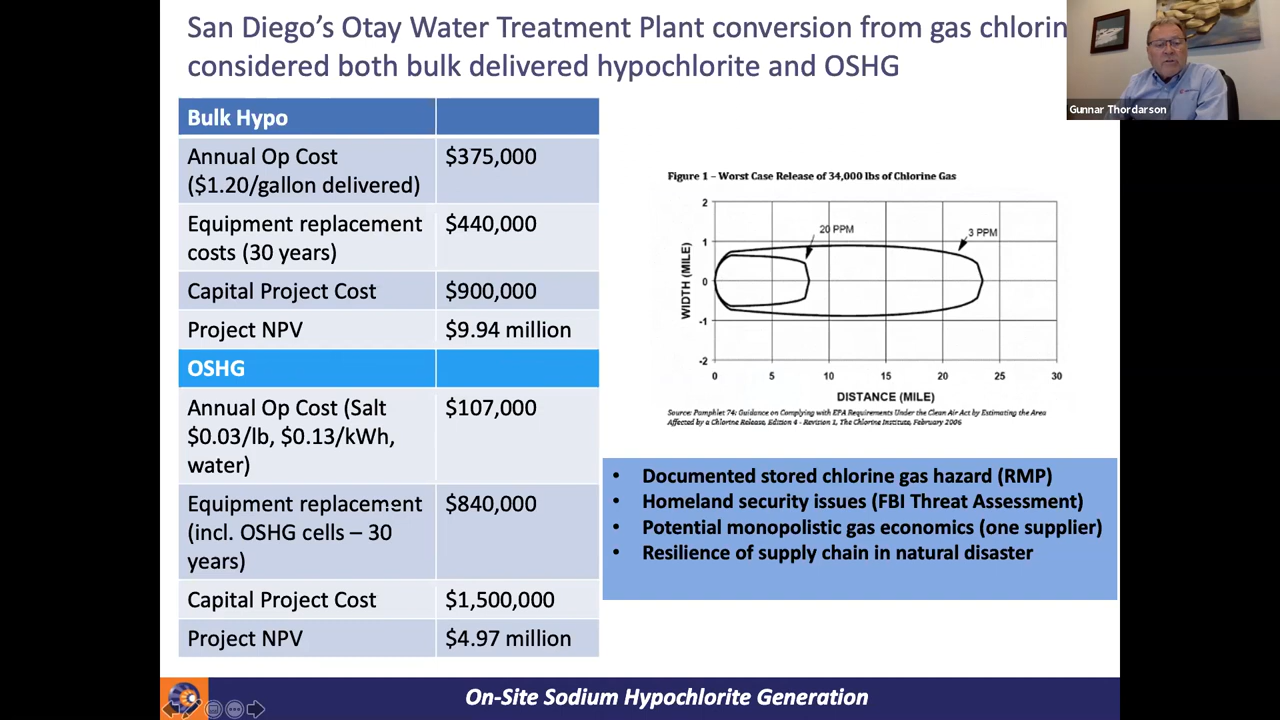 San Diego's Otay Water Treatment Plant conversion from gas chlorin
considered both bulk delivered hypochlorite and OSHG
Gunnar Thordarson
Bulk Hypo
Annual Op Cost
($1.20/gallon delivered)
$375,000
Equipment replacement
costs (30 years)
$440,000
Capital Project Cost
$900,000
Project NPV
$9.94 million
OSHG
Annual Op Cost (Salt
$0.03/lb, $0.13/kWh,
water)
$107,000
Equipment replacement
(incl. OSHG cells – 30
years)
$840,000
Capital Project Cost
$1,500,000
Project NPV
$4.97 million
Figure 1 – Worst Case Release of 34,000 lbs of Chlorine Gas
2
1
0
-1
-2
WIDTH (MILE)
20 PPM
3 PPM
0 5 10 15 20 25 30
DISTANCE (MILE)
Source: Pamphlet 74: Guidance on Complying with EPA Requirements Under the Clean Air Act by Estimating the Area
Affected by a Chlorine Release, Edition 4 - Revision 1, The Chlorine Institute, February 2006
• Documented stored chlorine gas hazard (RMP)
• Homeland security issues (FBI Threat Assessment)
• Potential monopolistic gas economics (one supplier)
• Resilience of supply chain in natural disaster
On-Site Sodium Hypochlorite Generation